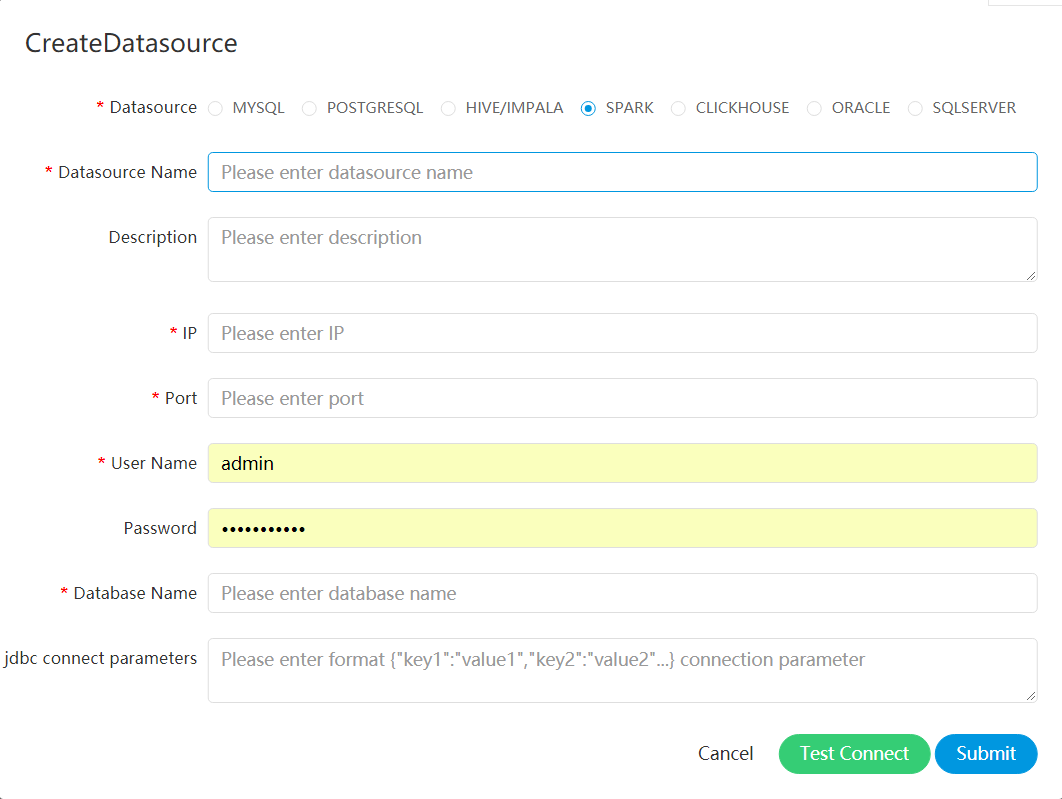 CreateDatasource
* Datasource MYSQL POSTGRESQL HIVE/IMPALA SPARK CLICKHOUSE ORACLE SQLSERVER
* Datasource Name Please enter datasource name
Description Please enter description
* IP Please enter IP
* Port Please enter port
* User Name admin
Password •••••••••••
* Database Name Please enter database name
jdbc connect parameters Please enter format {"key1":"value1","key2":"value2"...} connection parameter
Cancel Test Connect Submit